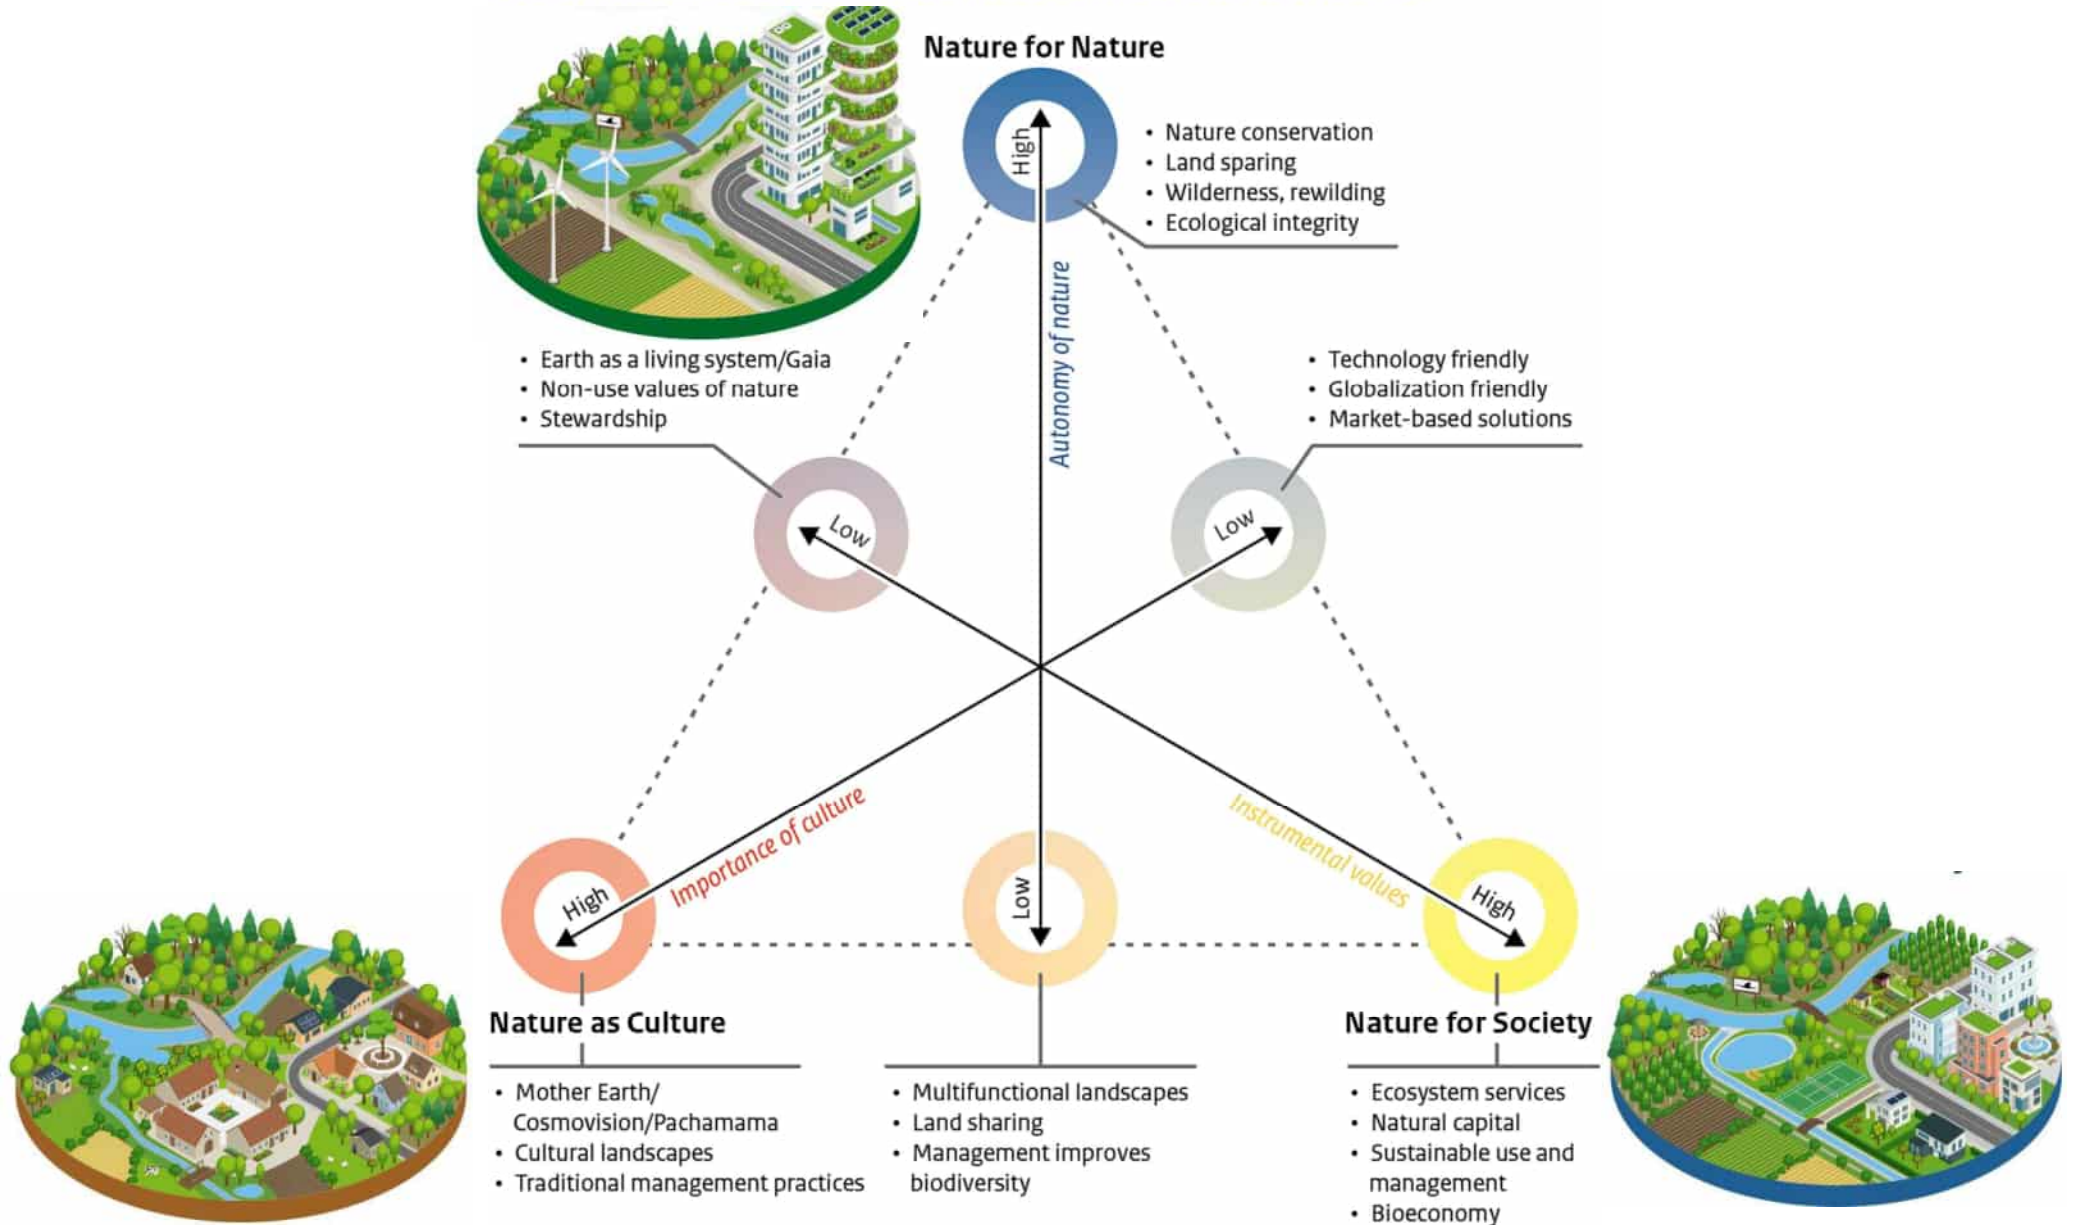 Nature for Nature
High
• Nature conservation
• Land sparing
• Wilderness, rewilding
• Ecological integrity
Autonomy of nature
• Earth as a living system/Gaia
• Non-use values of nature
• Stewardship
• Technology friendly
• Globalization friendly
• Market-based solutions
Low
Low
Importance of culture
Instrumental values
High
Low
High
Nature as Culture
• Mother Earth/
Cosmovision/Pachamama
• Cultural landscapes
• Traditional management practices
• Multifunctional landscapes
• Land sharing
• Management improves
biodiversity
Nature for Society
• Ecosystem services
• Natural capital
• Sustainable use and
management
• Bioeconomy